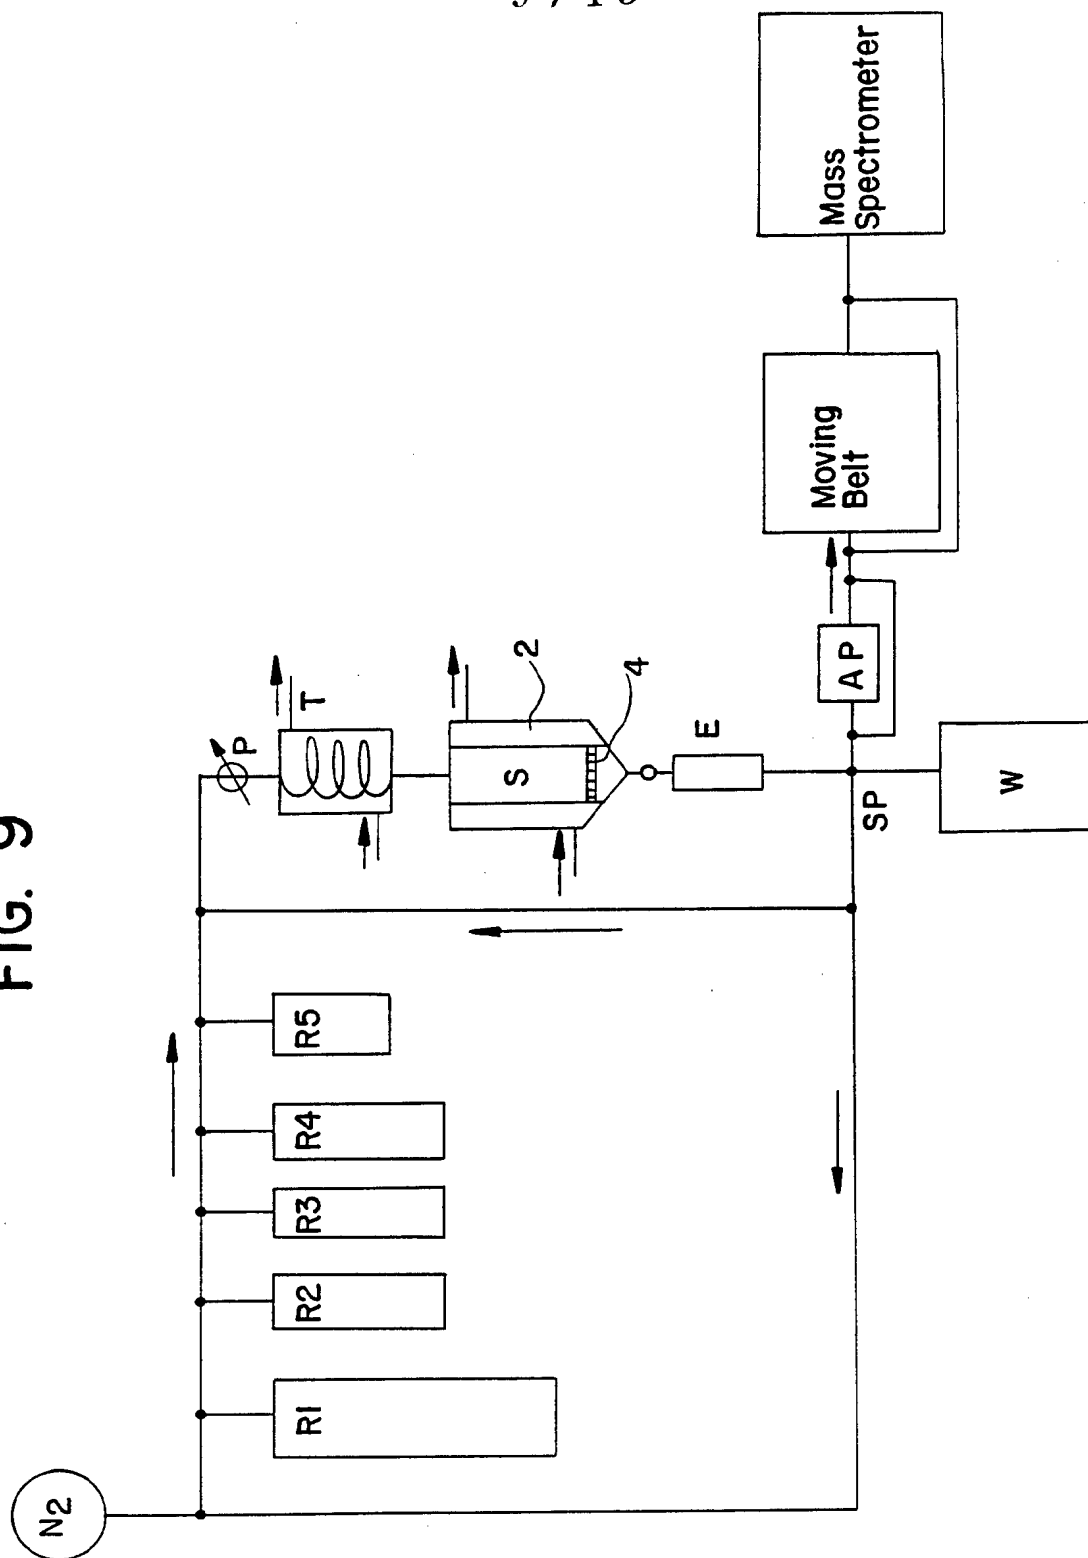 FIG. 9
N2
R1
R2
R3
R4
R5
P
T
S
2
4
E
SP
W
AP
Moving
Belt
Mass
Spectrometer